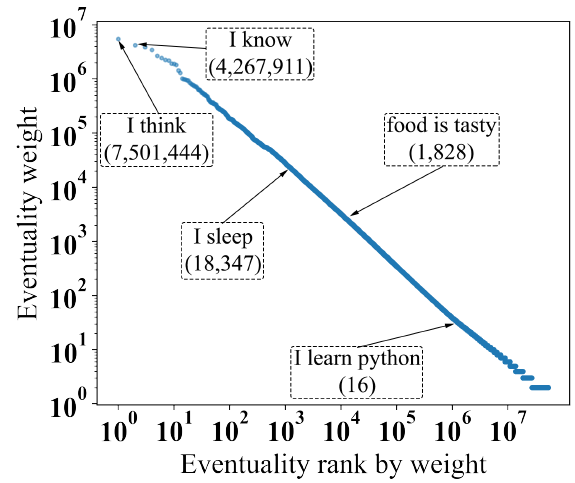 10^7
10^6
10^5
10^4
10^3
10^2
10^1
10^0
Eventuality weight
I know
(4,267,911)
I think
(7,501,444)
food is tasty
(1,828)
I sleep
(18,347)
I learn python
(16)
10^0 10^1 10^2 10^3 10^4 10^5 10^6 10^7
Eventuality rank by weight